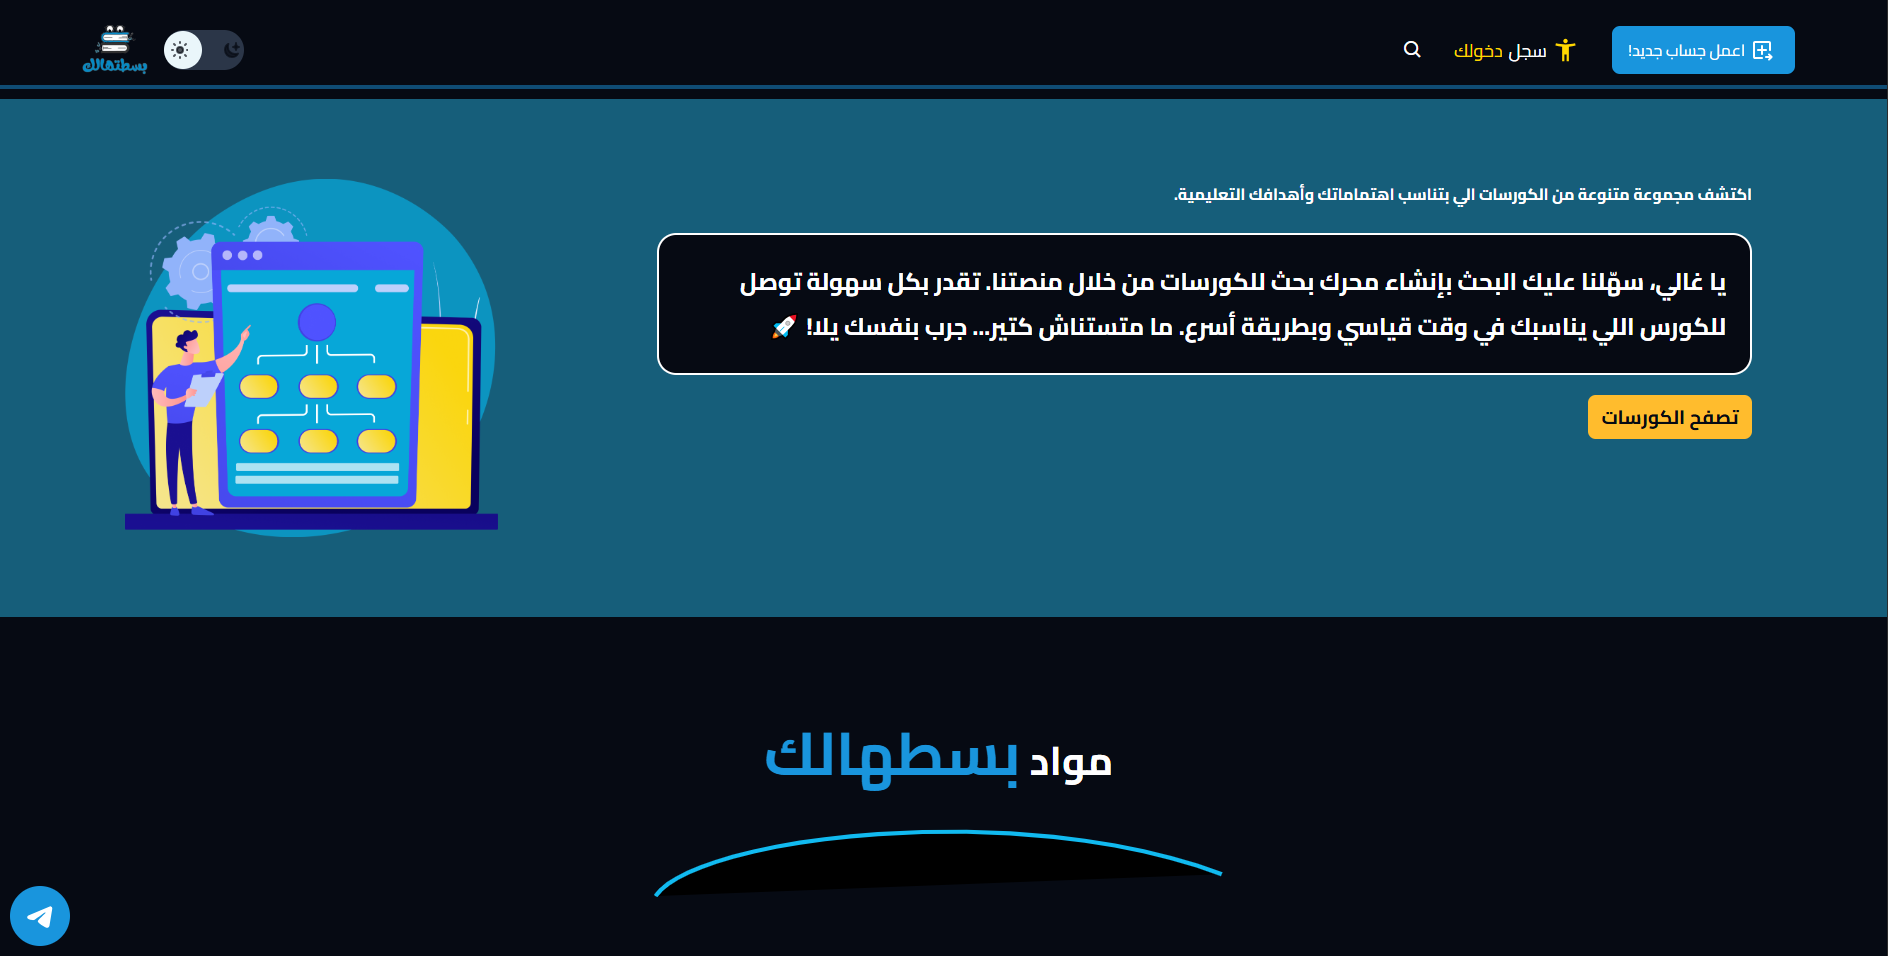 اعمل حساب جديد!
سجل دخولك
بسطتهالك
اكتشف مجموعة متنوعة من الكورسات الي بتناسب اهتماماتك وأهدافك التعليمية.
يا غالي، سهّلنا عليك البحث بإنشاء محرك بحث للكورسات من خلال منصتنا. تقدر بكل سهولة توصل
للكورس اللي يناسبك في وقت قياسي وبطريقة أسرع. ما متستناش كتير... جرب بنفسك يلا! 🚀
تصفح الكورسات
مواد بسطهالك